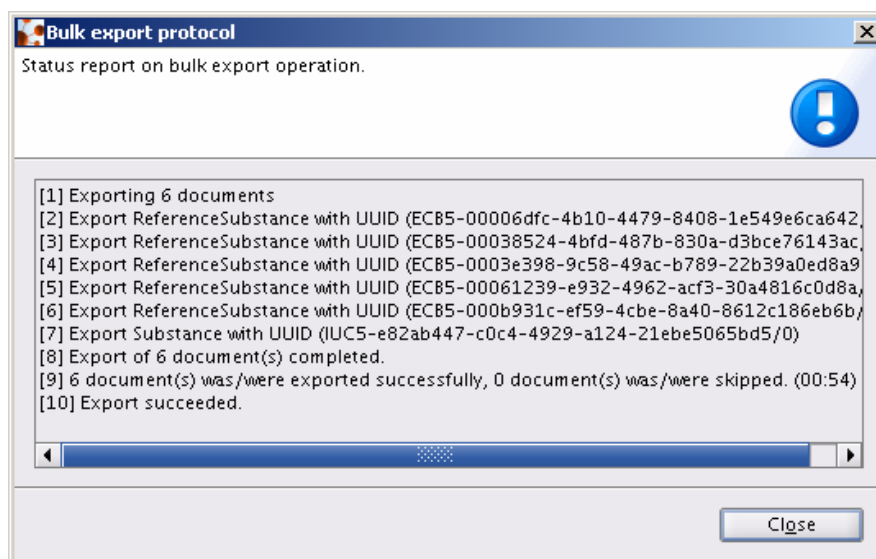 Bulk export protocol
Status report on bulk export operation.
[1] Exporting 6 documents
[2] Export ReferenceSubstance with UUID (ECB5-00006dfc-4b10-4479-8408-1e549e6ca642,
[3] Export ReferenceSubstance with UUID (ECB5-00038524-4bfd-487b-830a-d3bce76143ac,
[4] Export ReferenceSubstance with UUID (ECB5-0003e398-9c58-49ac-b789-22b39a0ed8a9
[5] Export ReferenceSubstance with UUID (ECB5-00061239-e932-4962-acf3-30a4816c0d8a,
[6] Export ReferenceSubstance with UUID (ECB5-000b931c-ef59-4cbe-8a40-8612c186eb6b/
[7] Export Substance with UUID (IUC5-e82ab447-c0c4-4929-a124-21ebe5065bd5/0)
[8] Export of 6 document(s) completed.
[9] 6 document(s) was/were exported successfully, 0 document(s) was/were skipped. (00:54)
[10] Export succeeded.
Close